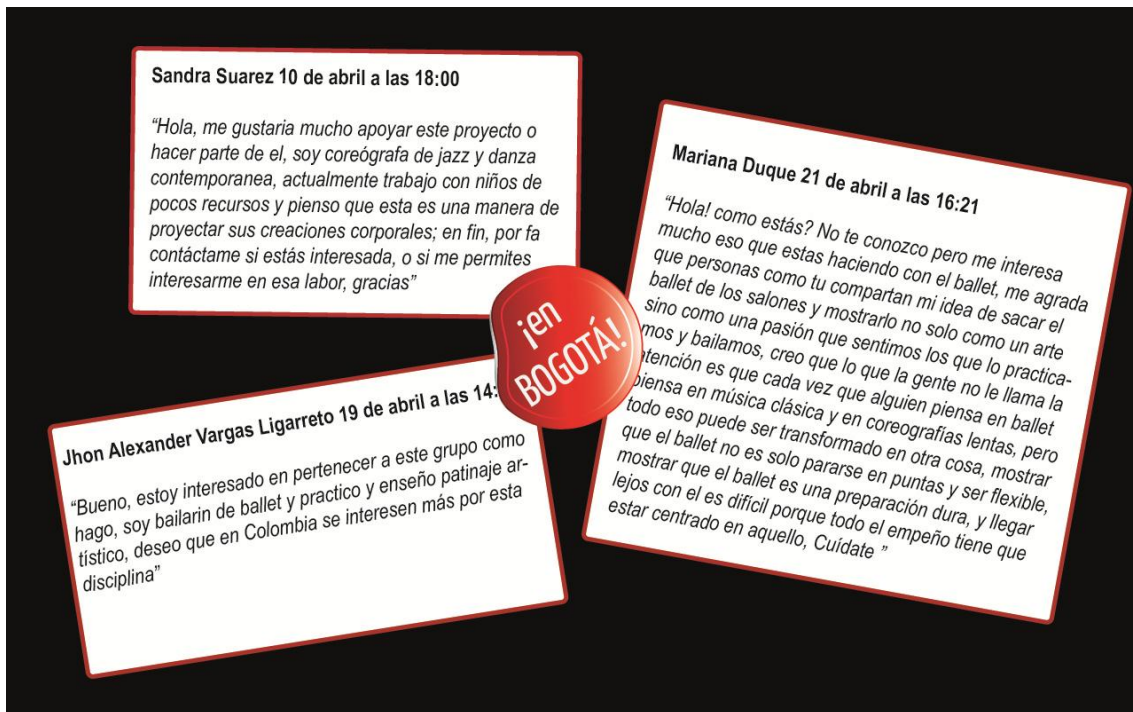 Sandra Suarez 10 de abril a las 18:00
“Hola, me gustaria mucho apoyar este proyecto o
hacer parte de el, soy coreógrafa de jazz y danza
contemporanea, actualmente trabajo con niños de
pocos recursos y pienso que esta es una manera de
proyectar sus creaciones corporales; en fin, por fa
contáctame si estás interesada, o si me permites
interesarme en esa labor, gracias”
Mariana Duque 21 de abril a las 16:21
“Hola! como estás? No te conozco pero me interesa
mucho eso que estas haciendo con el ballet, me agrada
que personas como tu compartan mi idea de sacar el
ballet de los salones y mostrarlo no solo como un arte
sino como una pasión que sentimos los que lo practica-
mos y bailamos, creo que lo que la gente no le llama la
atención es que cada vez que alguien piensa en ballet
piensa en música clásica y en coreografías lentas, pero
todo eso puede ser transformado en otra cosa, mostrar
que el ballet no es solo pararse en puntas y ser flexible,
mostrar que el ballet es una preparación dura, y llegar
lejos con el es difícil porque todo el empeño tiene que
estar centrado en aquello, Cuídate ”
¡en
BOGOTÁ!
Jhon Alexander Vargas Ligarreto 19 de abril a las 14:
“Bueno, estoy interesado en pertenecer a este grupo como
hago, soy bailarin de ballet y practico y enseño patinaje ar-
tístico, deseo que en Colombia se interesen más por esta
disciplina”